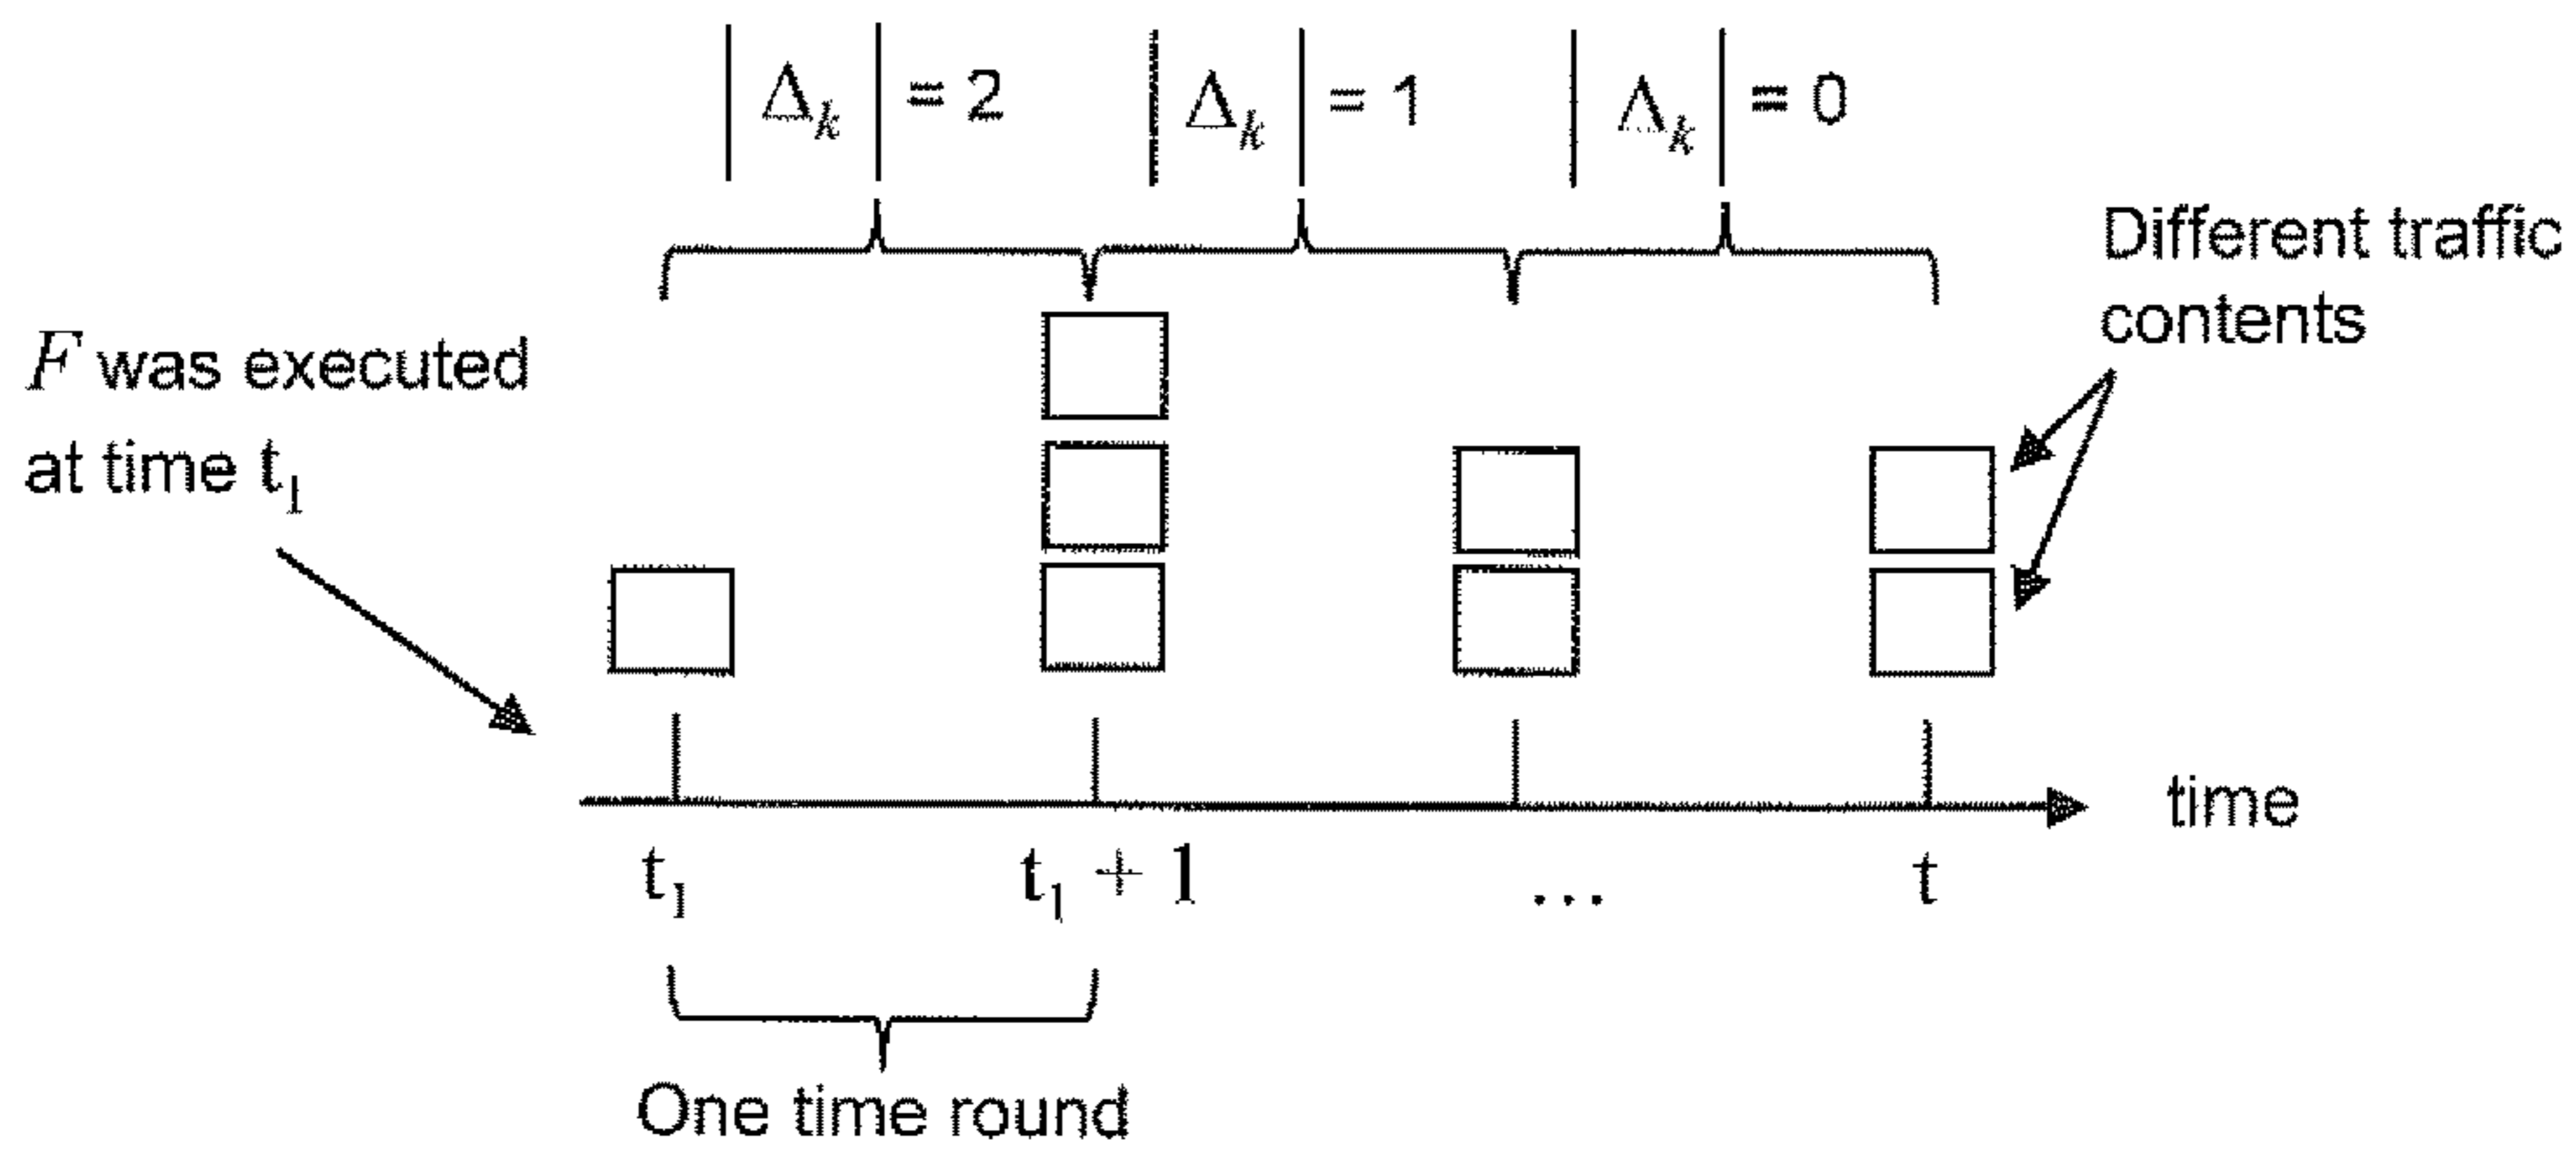 | Δₖ | = 2
| Δₖ | = 1
| Δₖ | = 0
Different traffic
contents
F was executed
at time t₁
time
t₁
t₁ + 1
...
t
One time round